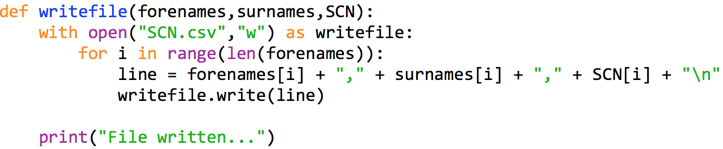 def writefile(forenames,surnames,SCN):
    with open("SCN.csv","w") as writefile:
        for i in range(len(forenames)):
            line = forenames[i] + "," + surnames[i] + "," + SCN[i] + "\n"
            writefile.write(line)
    print("File written...")